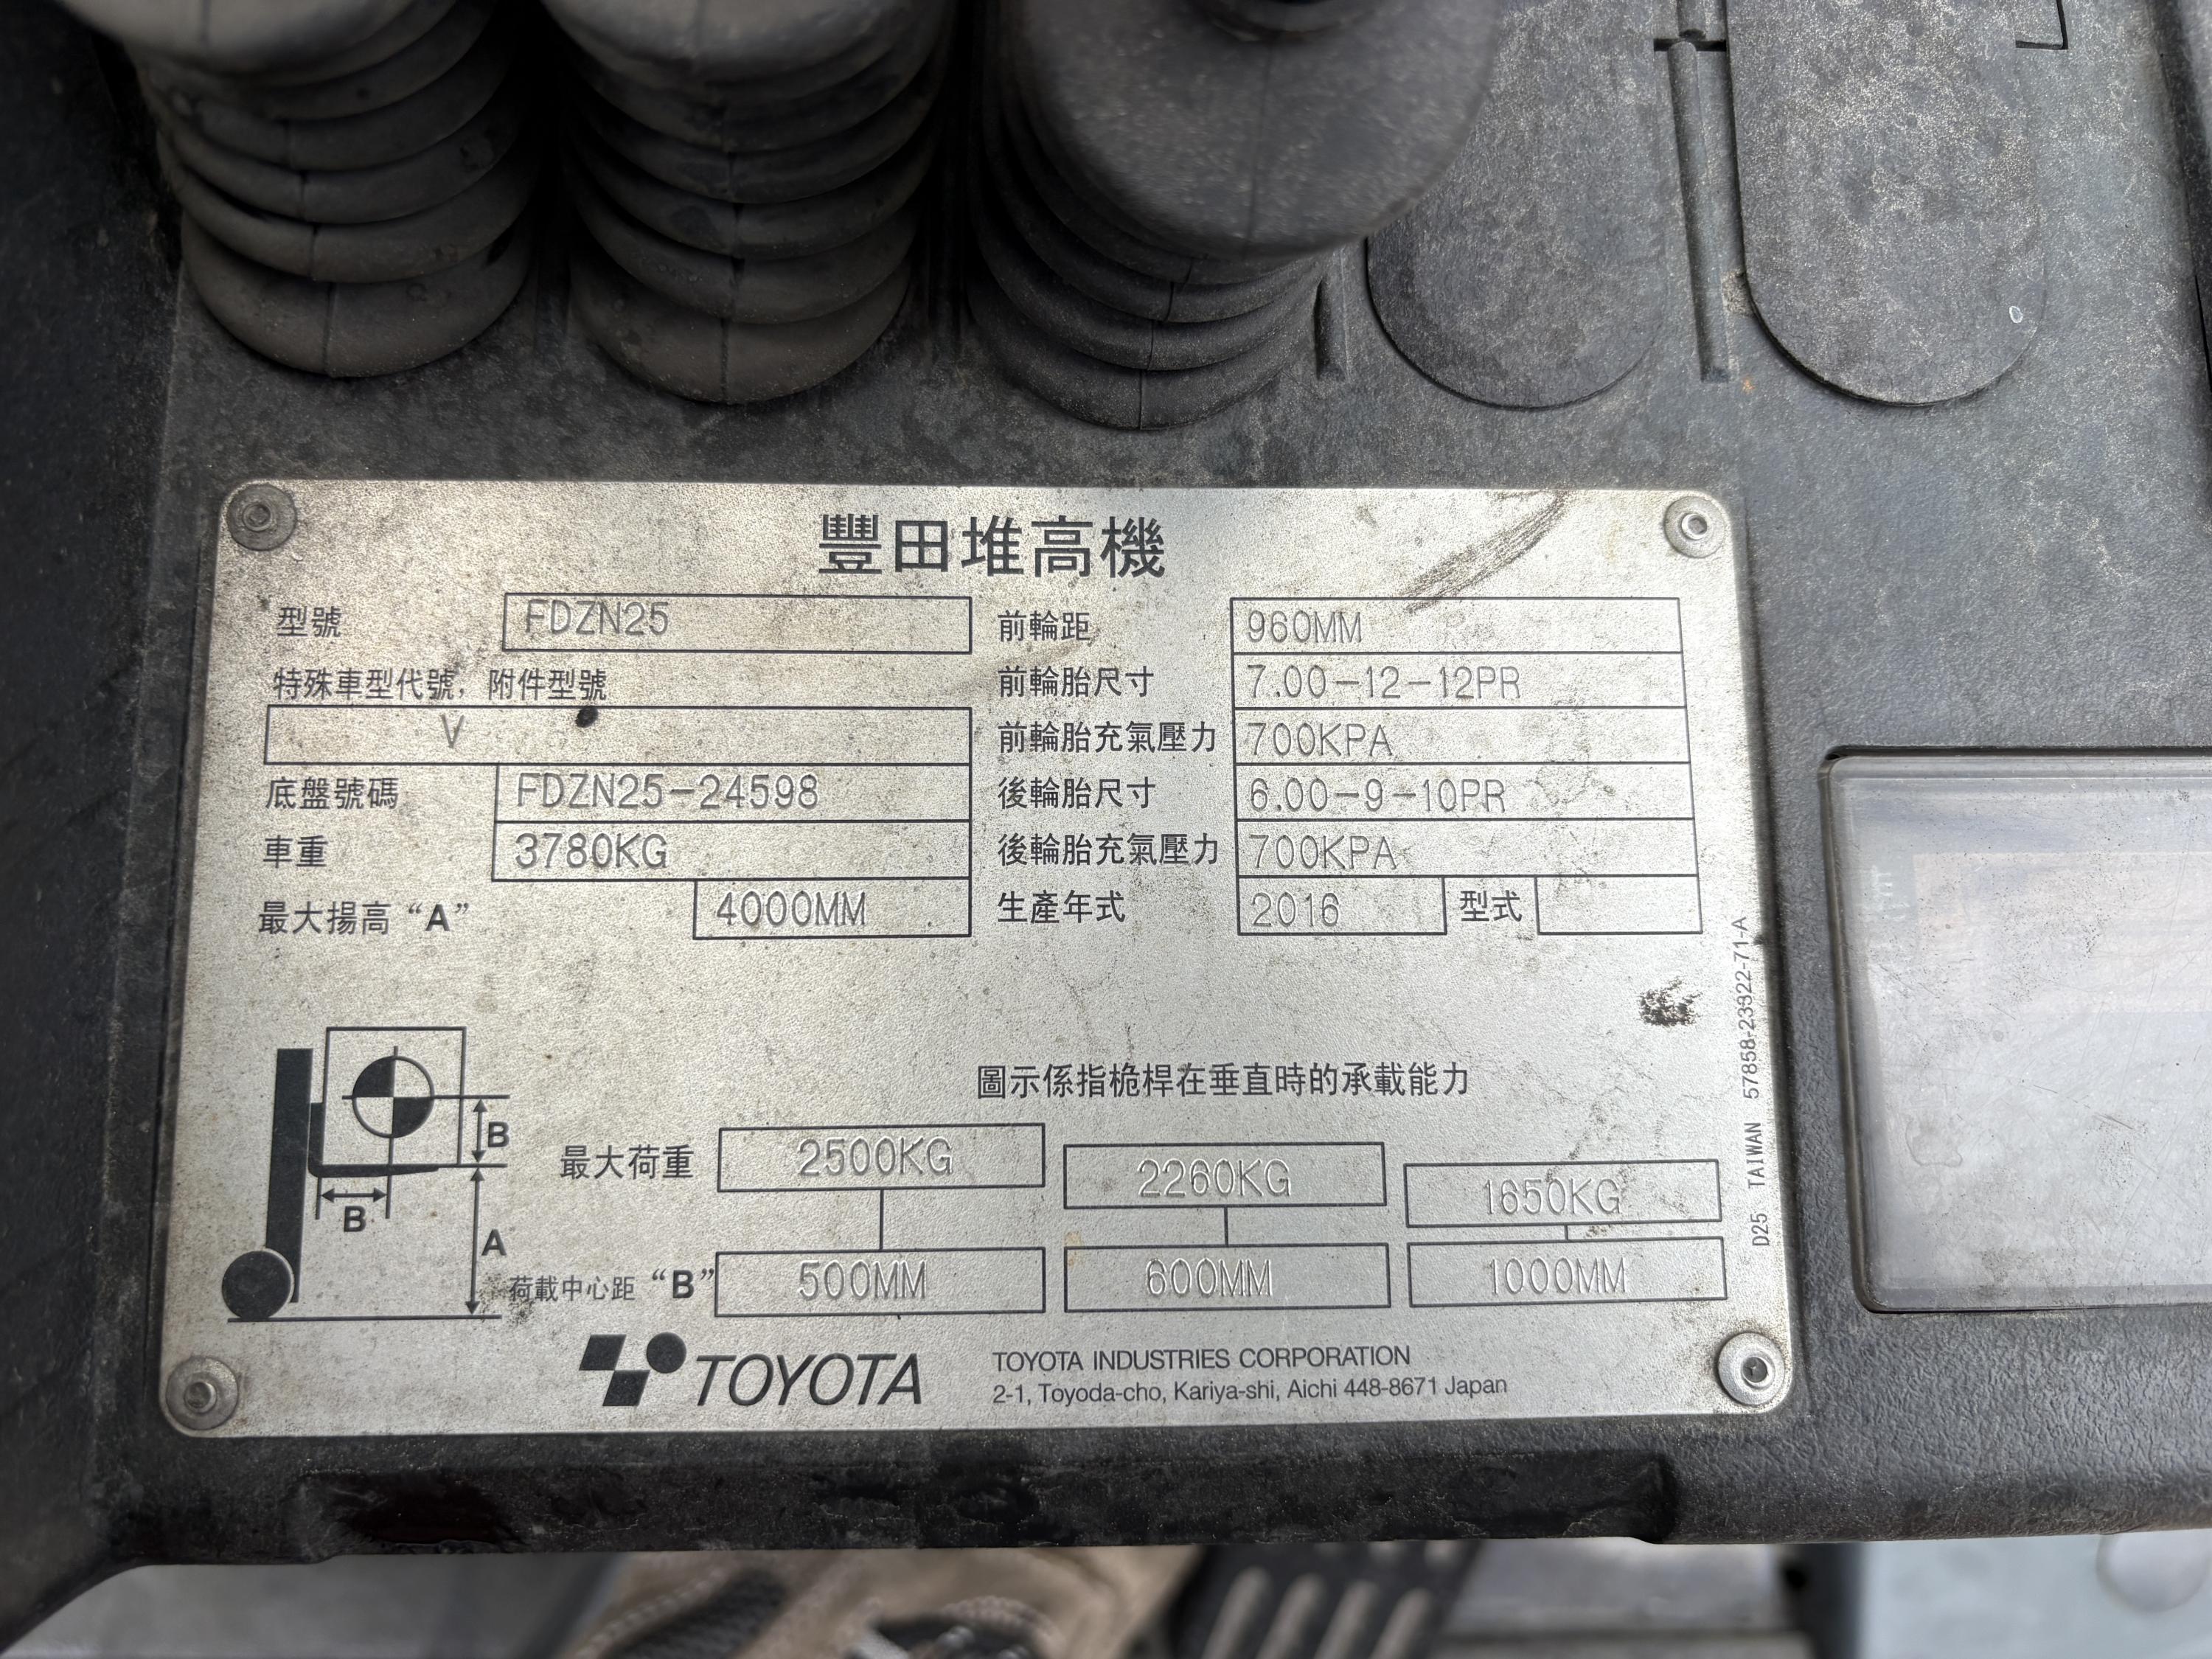 豐田堆高機
型號 FDZN25 前輪距 960MM
特殊車型代號, 附件型號 前輪胎尺寸 7.00-12-12PR
V 前輪胎充氣壓力 700KPA
底盤號碼 FDZN25-24598 後輪胎尺寸 6.00-9-10PR
車重 3780KG 後輪胎充氣壓力 700KPA
最大揚高 “A” 4000MM 生產年式 2016 型式
圖示係指桅桿在垂直時的承載能力
B
最大荷重 2500KG 2260KG 1650KG
B
A
荷載中心距 “B” 500MM 600MM 1000MM
TOYOTA
TOYOTA INDUSTRIES CORPORATION
2-1, Toyoda-cho, Kariya-shi, Aichi 448-8671 Japan
D25 TAIWAN 57858-23322-71-A